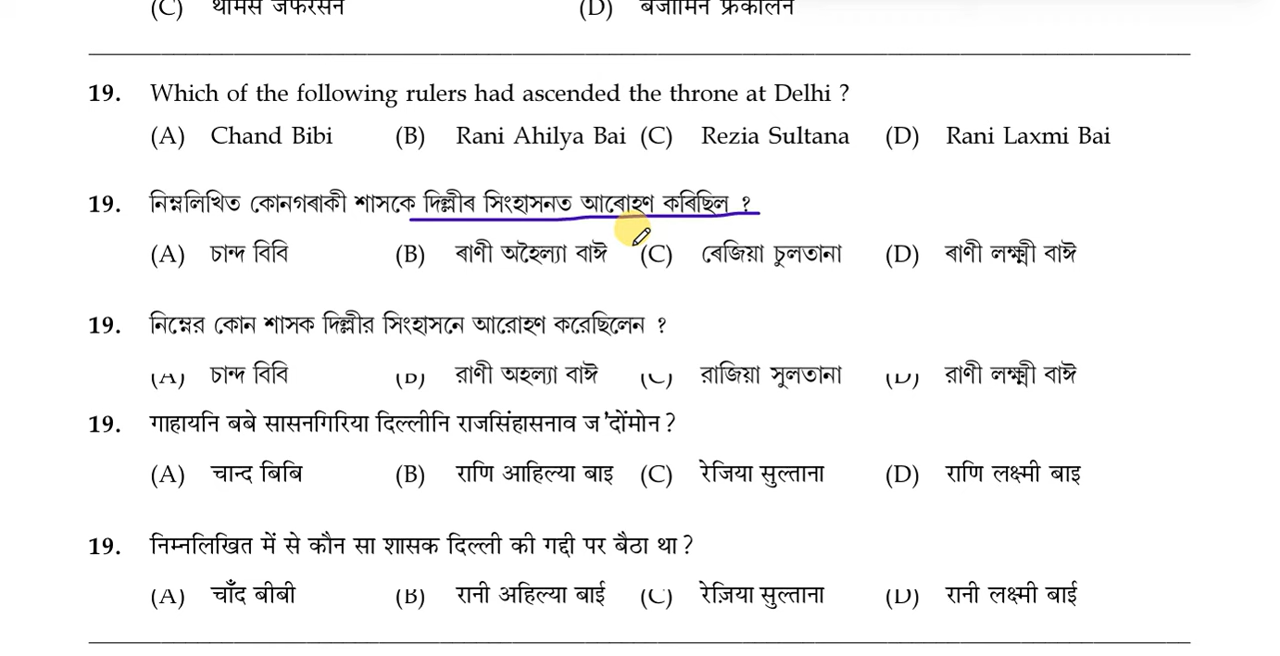 (C) थॉमस जेफरसन (D) बेंजामिन फ्रैंकलिन
19. Which of the following rulers had ascended the throne at Delhi ?
(A) Chand Bibi (B) Rani Ahilya Bai (C) Rezia Sultana (D) Rani Laxmi Bai
19. নিম্নলিখিত কোনগৰাকী শাসকে দিল্লীৰ সিংহাসনত আৰোহণ কৰিছিল ?
(A) চান্দ বিবি (B) ৰাণী অহৈল্যা বাঈ (C) ৰেজিয়া চুলতানা (D) ৰাণী লক্ষ্মী বাঈ
19. নিম্নের কোন শাসক দিল্লীর সিংহাসনে আরোহণ করেছিলেন ?
(A) চান্দ বিবি (B) রাণী অহল্যা বাঈ (C) রাজিয়া সুলতানা (D) রাণী লক্ষ্মী বাঈ
19. गाहायनि बबे सासनगिरिया दिल्लीनि राजसिंहासनाव ज'दोंमोन ?
(A) चान्द बिबि (B) राणि आहिल्या बाइ (C) रेजिया सुल्ताना (D) राणि लक्ष्मी बाइ
19. निम्नलिखित में से कौन सा शासक दिल्ली की गद्दी पर बैठा था ?
(A) चाँद बीबी (B) रानी अहिल्या बाई (C) रेज़िया सुल्ताना (D) रानी लक्ष्मी बाई